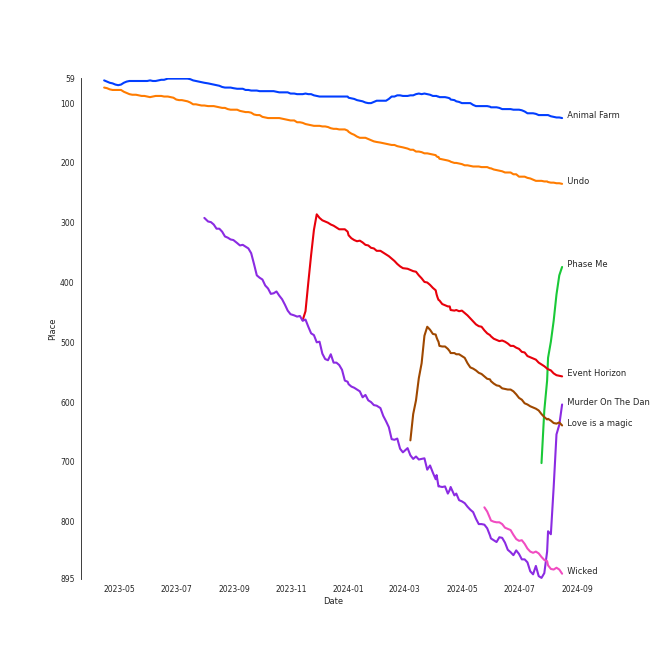 59
100
Animal Farm
200
Undo
300
Phase Me
400
500
Place
Event Horizon
600
Murder On The Dan
Love is a magic
700
800
Wicked
895
2023-05 2023-07 2023-09 2023-11 2024-01 2024-03 2024-05 2024-07 2024-09
Date